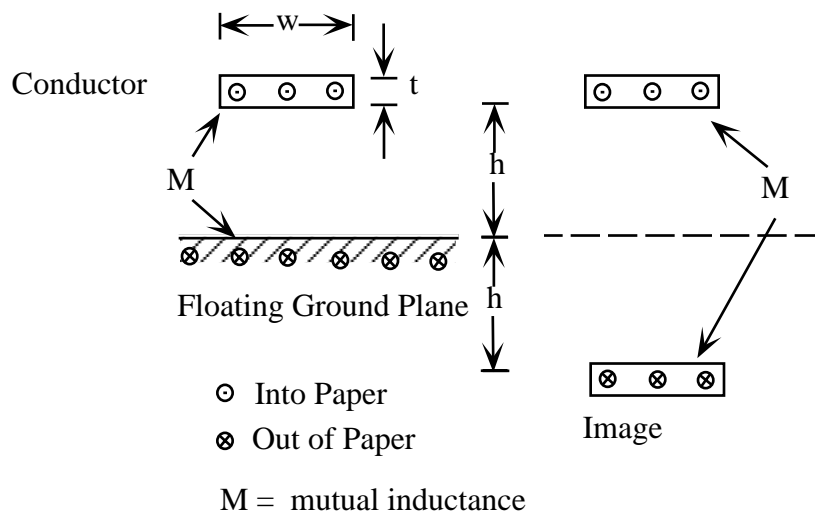 w
Conductor
t
M
h
M
h
Floating Ground Plane
Into Paper
Out of Paper
Image
M = mutual inductance